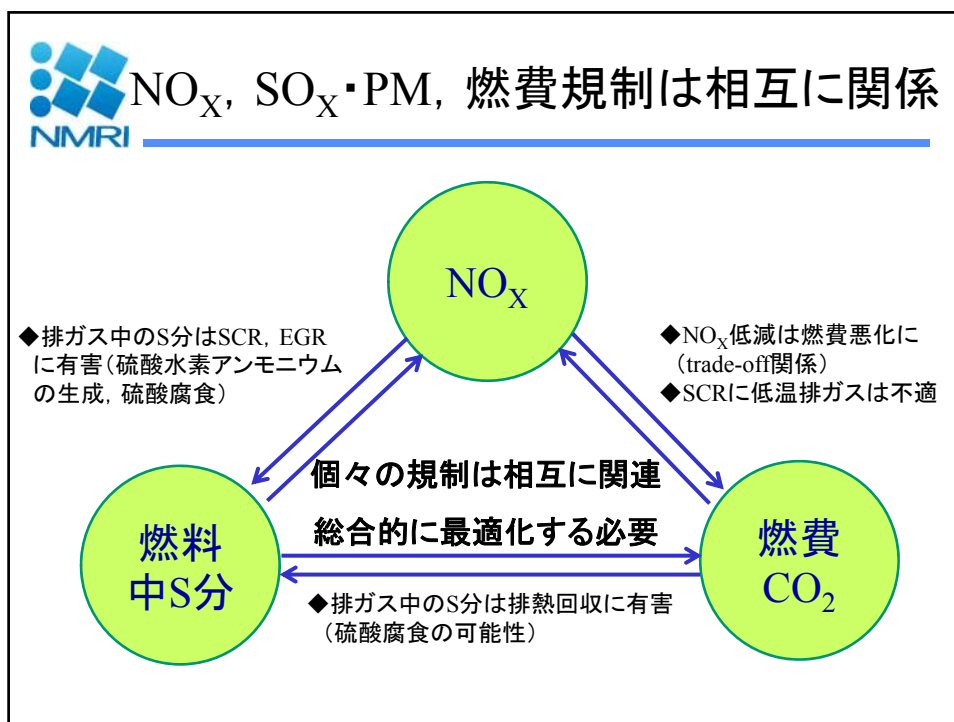 NMRI
NOX，SOX・PM，燃費規制は相互に関係
NOX
◆排ガス中のS分はSCR，EGR
に有害（硫酸水素アンモニウム
の生成，硫酸腐食）
◆NOX低減は燃費悪化に
（trade-off関係）
◆SCRに低温排ガスは不適
個々の規制は相互に関連
総合的に最適化する必要
燃料
中S分
燃費
CO2
◆排ガス中のS分は排熱回収に有害
（硫酸腐食の可能性）